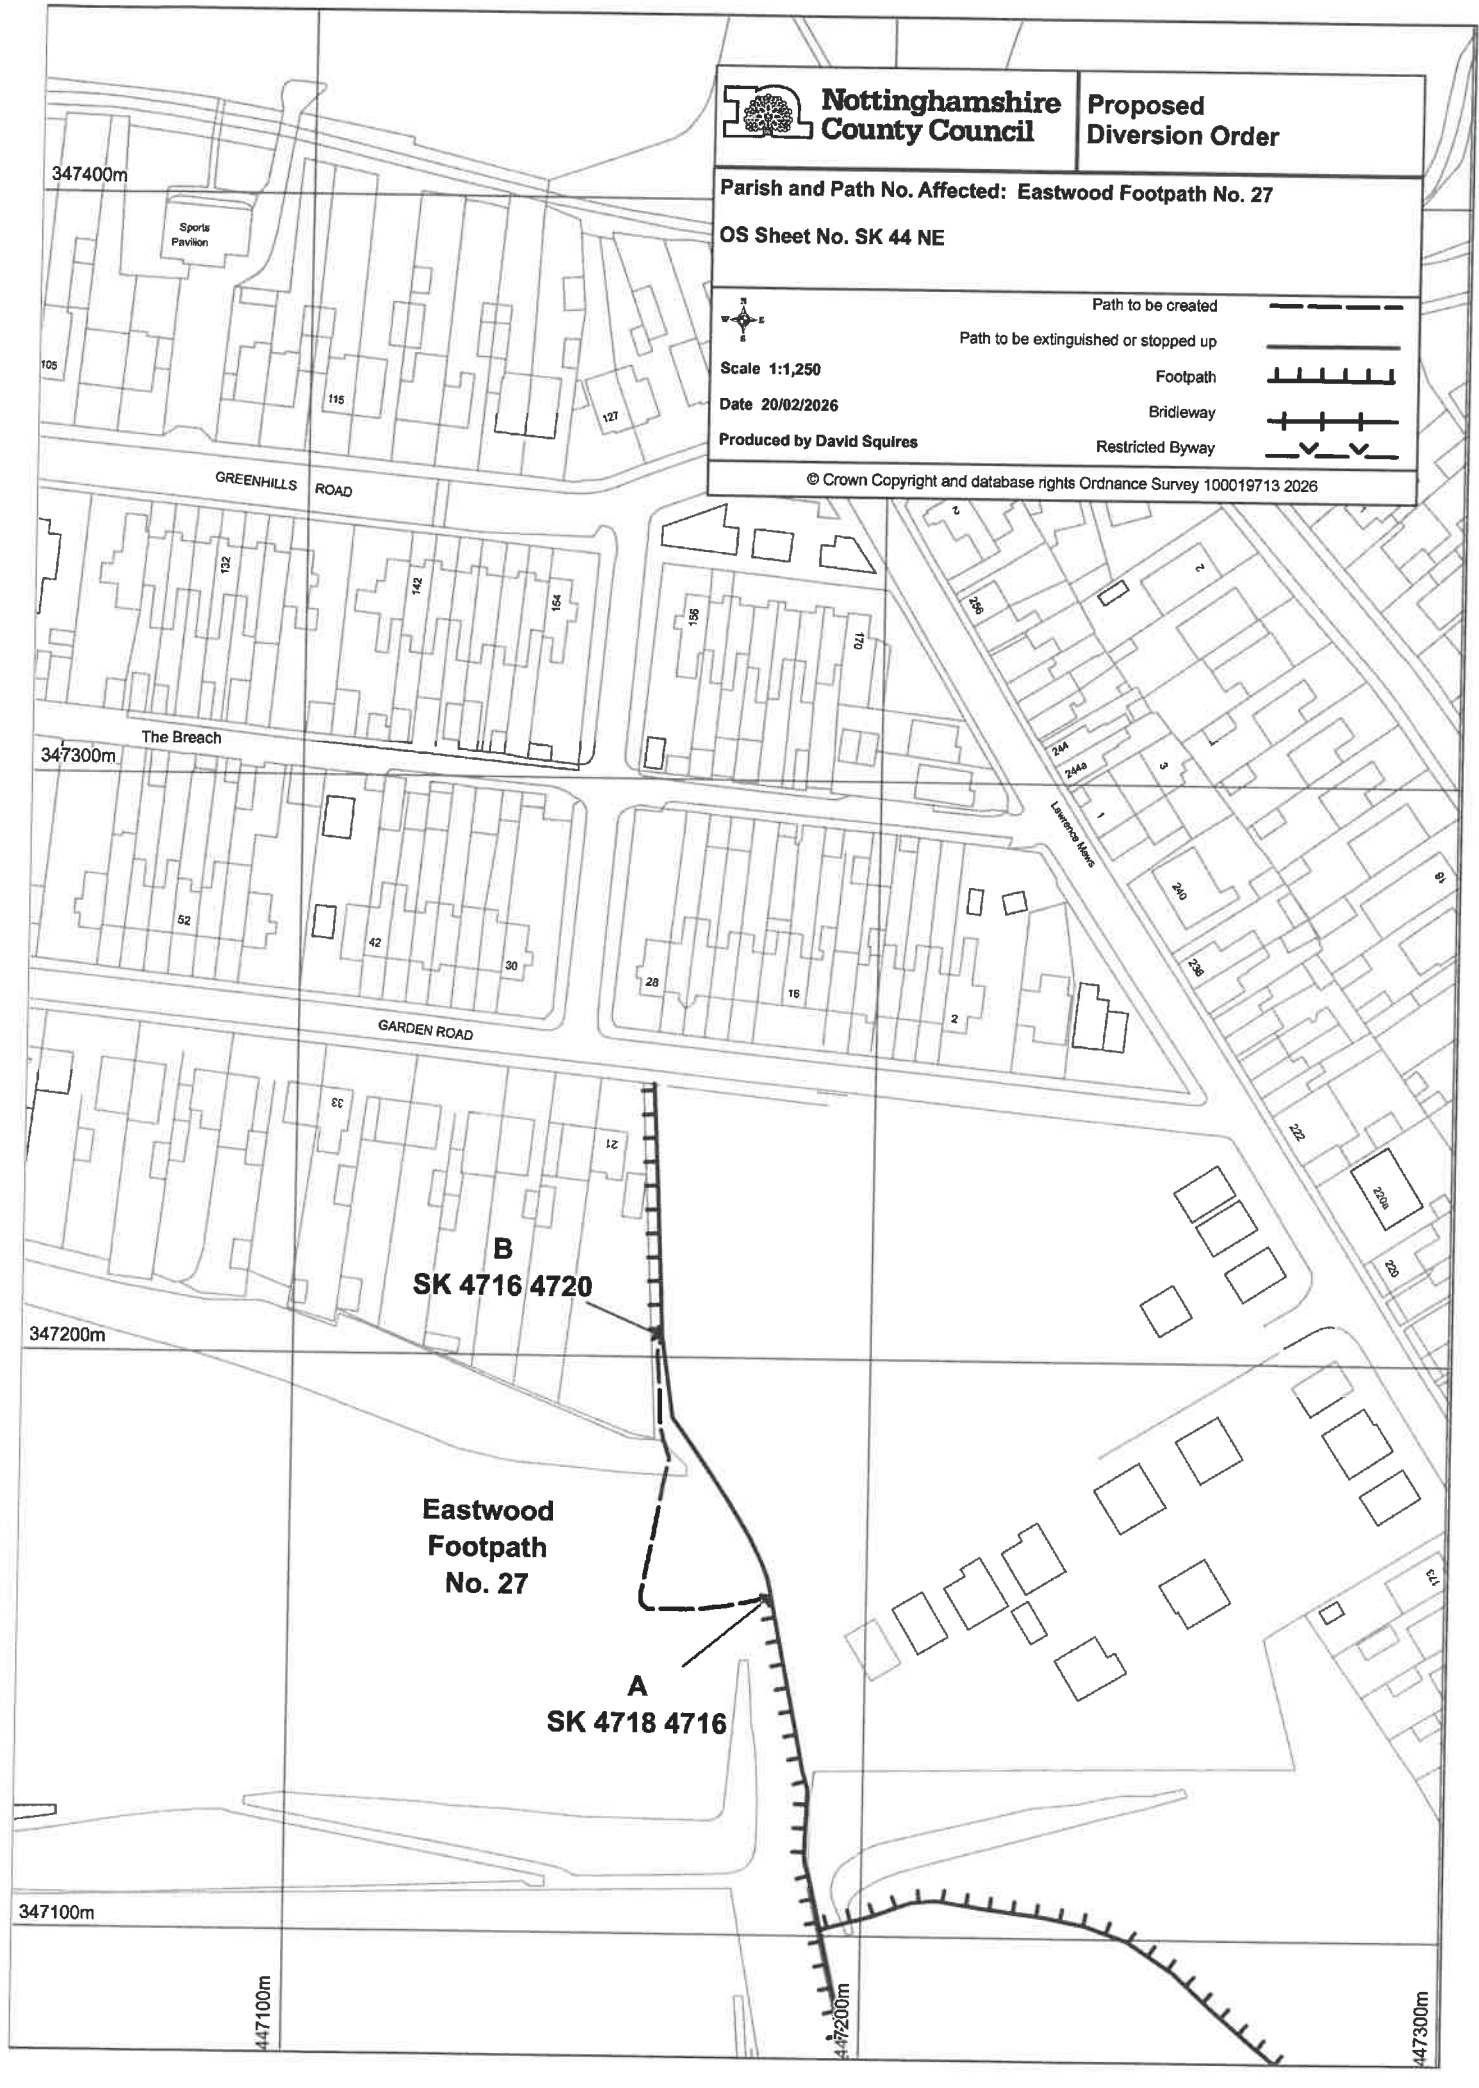 Nottinghamshire
County Council
Proposed
Diversion Order
Parish and Path No. Affected: Eastwood Footpath No. 27
OS Sheet No. SK 44 NE
N
W E
S
Scale 1:1,250
Date 20/02/2026
Produced by David Squires
Path to be created
Path to be extinguished or stopped up
Footpath
Bridleway
Restricted Byway
© Crown Copyright and database rights Ordnance Survey 100019713 2026
347400m
Sports
Pavilion
105
115
127
GREENHILLS ROAD
132
142
154
156
170
2
2
256
The Breach
347300m
244
244a
3
1
Lawrence Mews
240
16
238
52
42
30
28
16
2
GARDEN ROAD
33
21
222
220a
220
B
SK 4716 4720
347200m
Eastwood
Footpath
No. 27
173
A
SK 4718 4716
347100m
447100m
447200m
447300m